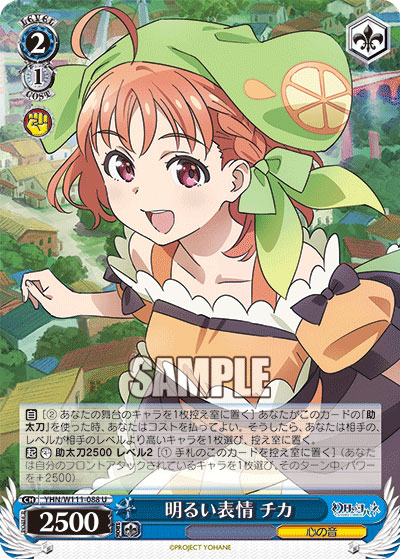 LEVEL
2
1
COST
SAMPLE
自 [② あなたの舞台のキャラを1枚控え室に置く] あなたがこのカードの『助
太刀』を使った時、あなたはコストを払ってよい。そうしたら、あなたは相手の、
レベルが相手のレベルより高いキャラを1枚選び、控え室に置く。
起 助太刀2500 レベル2 [① 手札のこのカードを控え室に置く] (あなた
は自分のフロントアタックされているキャラを1枚選び、そのターン中、パワー
を+2500)
CH YHN/W111-088 U
2500
明るい表情 チカ
心の音
©PROJECT YOHANE